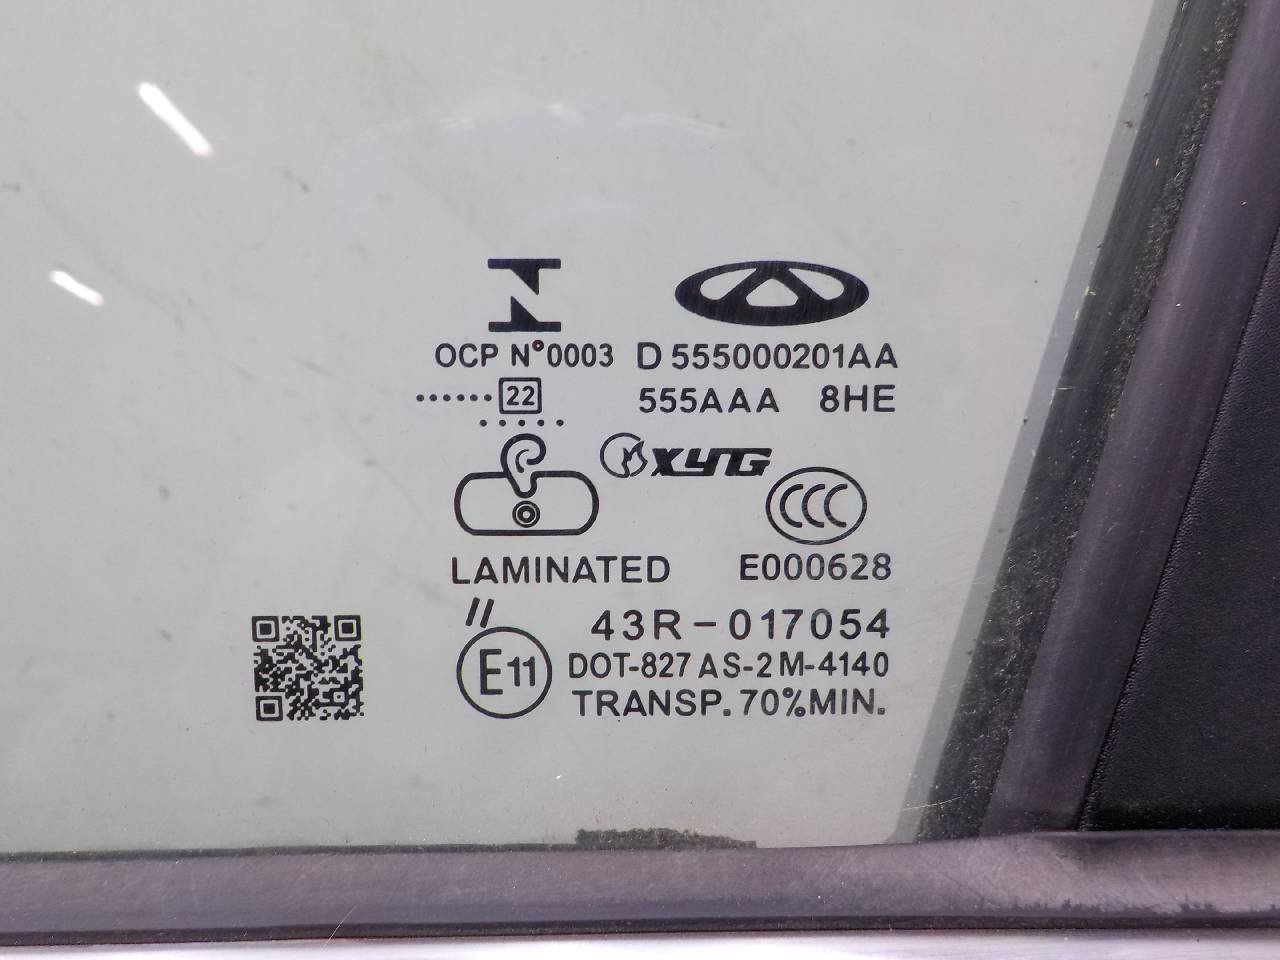 OCP N°0003 D 555000201AA
......22 555AAA 8HE
.....
XYG
CCC
LAMINATED E000628
// 43R-017054
E11 DOT-827 AS-2 M-4140
TRANSP. 70%MIN.